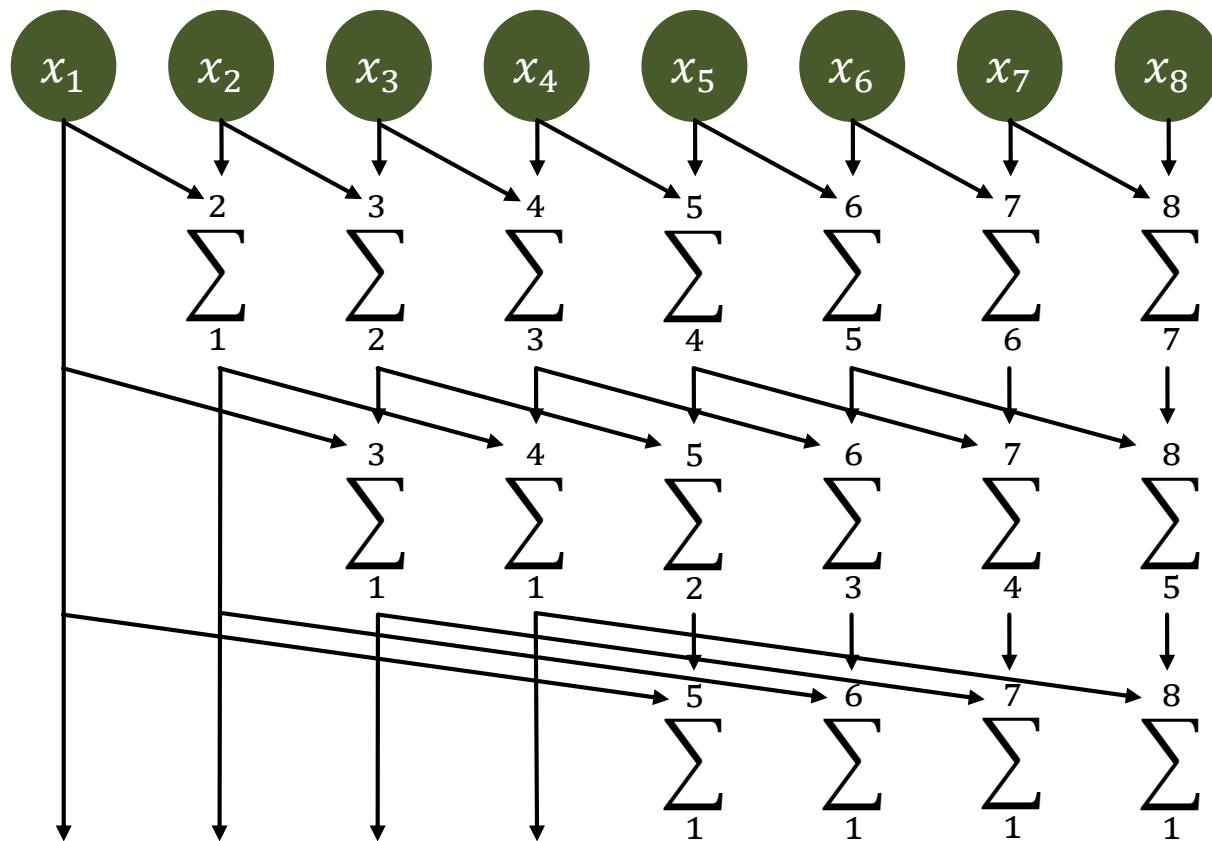 x₁ x₂ x₃ x₄ x₅ x₆ x₇ x₈
2 3 4 5 6 7 8
∑ ∑ ∑ ∑ ∑ ∑ ∑
1 2 3 4 5 6 7
3 4 5 6 7 8
∑ ∑ ∑ ∑ ∑ ∑
1 1 2 3 4 5
5 6 7 8
∑ ∑ ∑ ∑
1 1 1 1